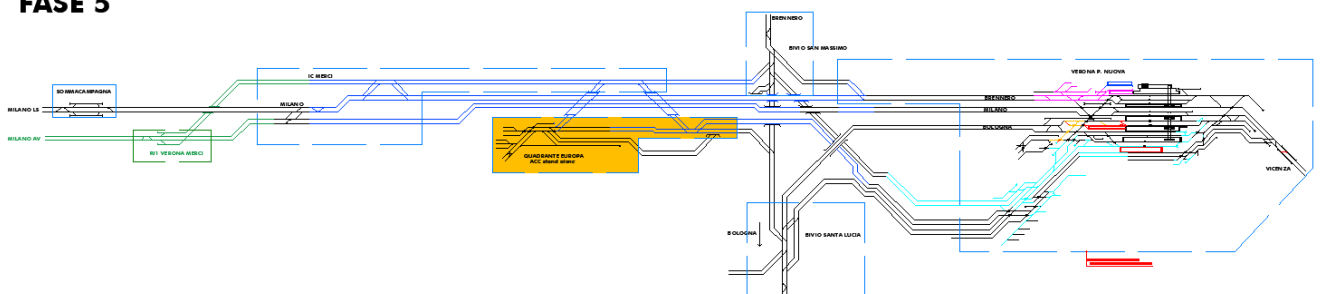 FASE 5
BRENNERO
BIVIO SAN MASSIMO
VERONA P. NUOVA
IC MERCI
SOMMACAMPAGNA
BRENNERO
MILANO
MILANO LS
MILANO
BOLOGNA
MILANO AV
P/1 VERONA MERCI
QUADRANTE EUROPA
ACC stand alone
VICENZA
BOLOGNA
BIVIO SANTA LUCIA